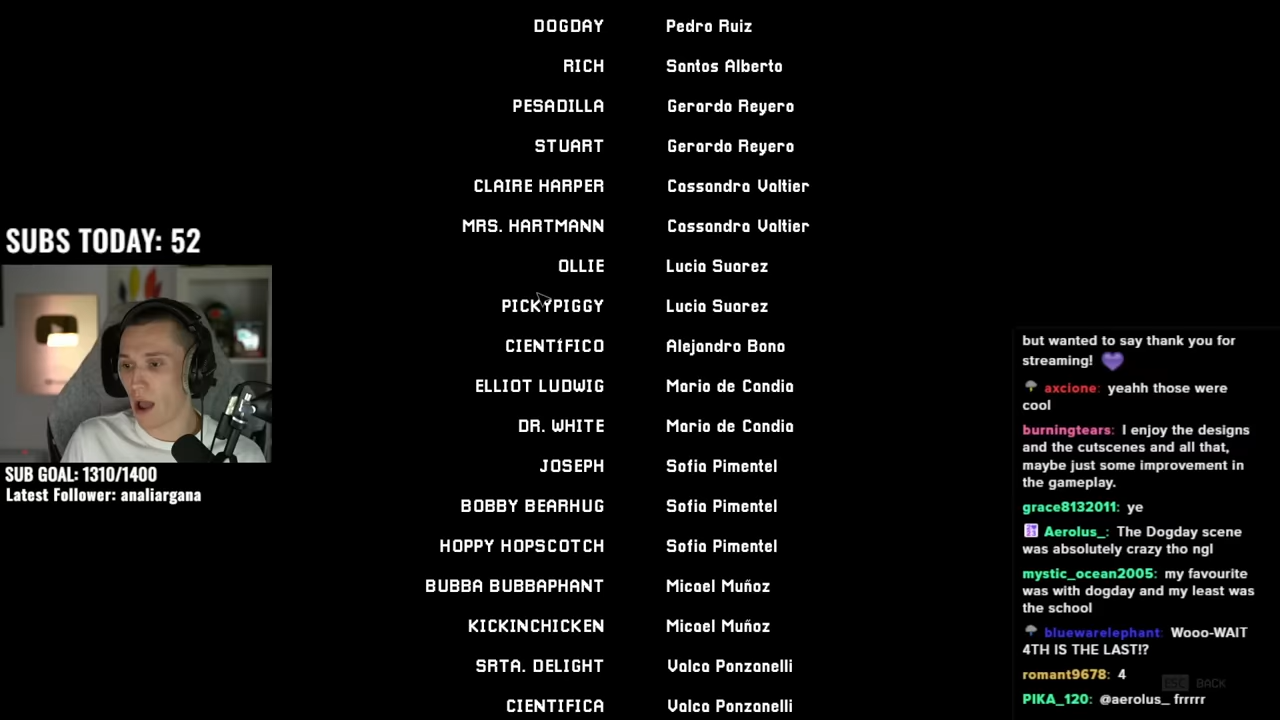 DOGDAY Pedro Ruiz
RICH Santos Alberto
PESADILLA Gerardo Reyero
STUART Gerardo Reyero
CLAIRE HARPER Cassandra Valtier
MRS. HARTMANN Cassandra Valtier
OLLIE Lucia Suarez
PICKYPIGGY Lucia Suarez
CIENTíFICO Alejandro Bono
ELLIOT LUDWIG Mario de Candia
DR. WHITE Mario de Candia
JOSEPH Sofia Pimentel
BOBBY BEARHUG Sofia Pimentel
HOPPY HOPSCOTCH Sofia Pimentel
BUBBA BUBBAPHANT Micael Muñoz
KICKINCHICKEN Micael Muñoz
SRTA. DELIGHT Valca Ponzanelli
CIENTIFICA Valca Ponzanelli
SUBS TODAY: 52
SUB GOAL: 1310/1400
Latest Follower: analiargana
but wanted to say thank you for
streaming!
axcione: yeahh those were
cool
burningtears: I enjoy the designs
and the cutscenes and all that,
maybe just some improvement in
the gameplay.
grace8132011: ye
Aerolus_: The Dogday scene
was absolutely crazy tho ngl
mystic_ocean2005: my favourite
was with dogday and my least was
the school
bluewarelephant: Wooo-WAIT
4TH IS THE LAST!?
romant9678: 4
ESC BACK
PIKA_120: @aerolus_ frrrrr